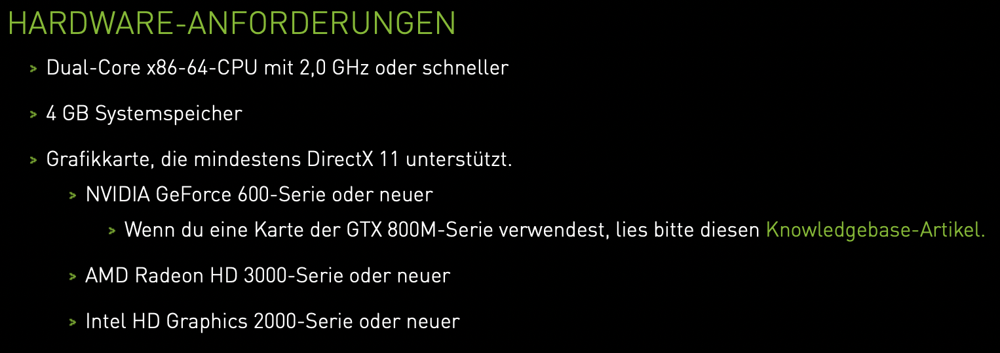 HARDWARE-ANFORDERUNGEN
> Dual-Core x86-64-CPU mit 2,0 GHz oder schneller
> 4 GB Systemspeicher
> Grafikkarte, die mindestens DirectX 11 unterstützt.
> NVIDIA GeForce 600-Serie oder neuer
> Wenn du eine Karte der GTX 800M-Serie verwendest, lies bitte diesen Knowledgebase-Artikel.
> AMD Radeon HD 3000-Serie oder neuer
> Intel HD Graphics 2000-Serie oder neuer